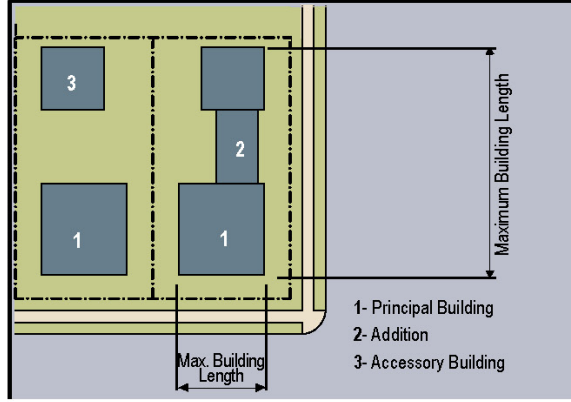 3
2
1
1
Maximum Building Length
1- Principal Building
2- Addition
3- Accessory Building
Max. Building
Length